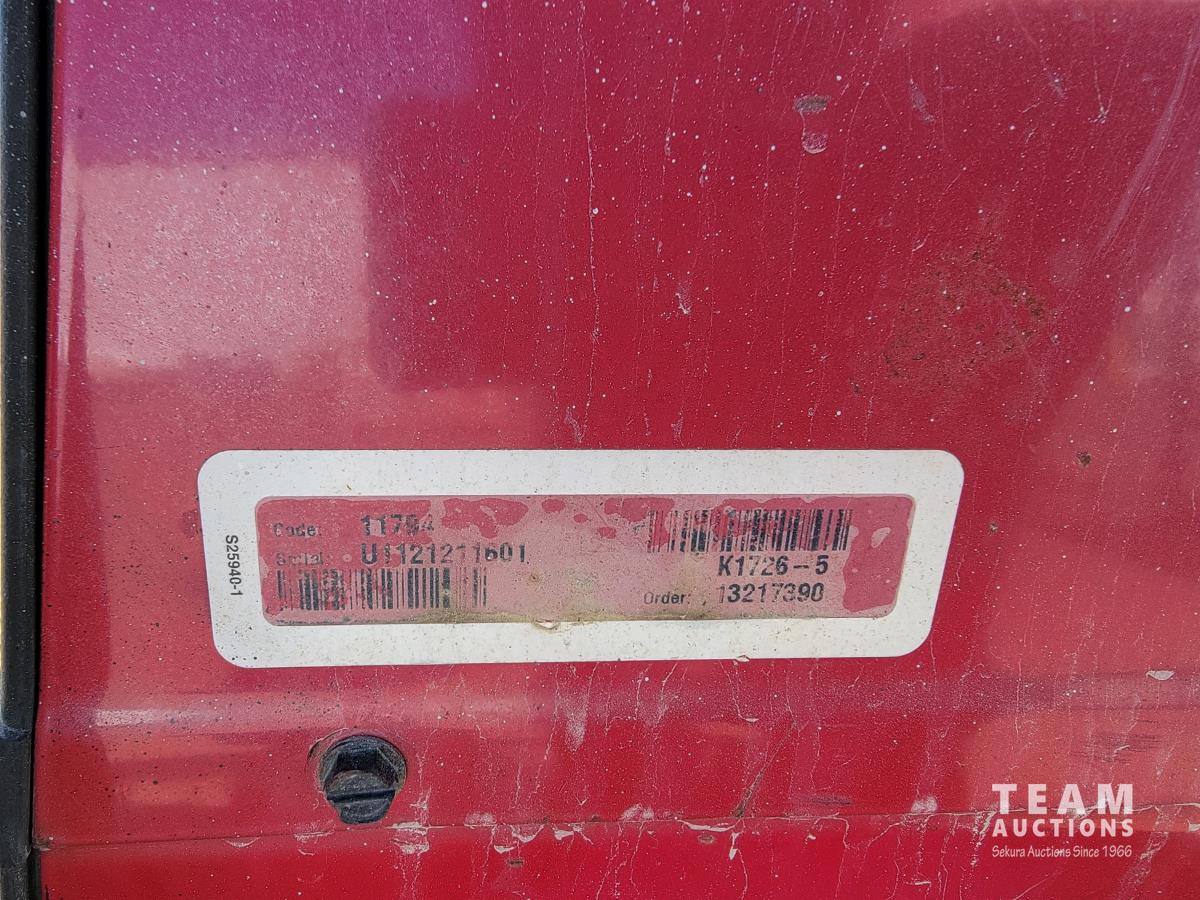 S25940-1
Code: 11794
Serial: U1121211601
K1726-5
Order: 13217390
TEAM
AUCTIONS
Sekura Auctions Since 1966